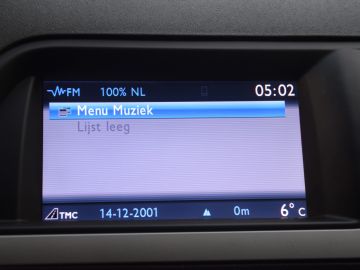 FM 100% NL 05:02
Menu Muziek
Lijst leeg
TMC 14-12-2001 0m 6°C